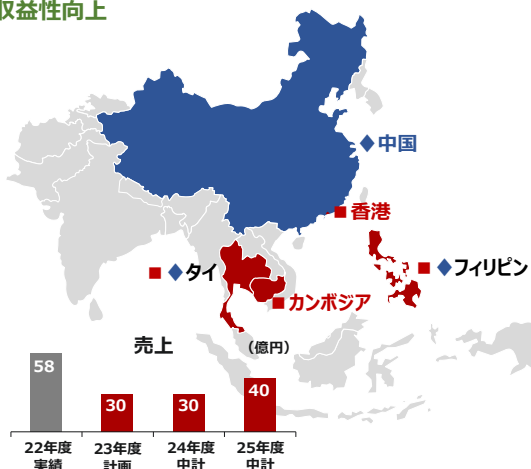 収益性向上
◆中国
■香港
■◆タイ
■◆フィリピン
■カンボジア
売上 (億円)
58
30
30
40
22年度 23年度 24年度 25年度
実績 計画 中計 中計